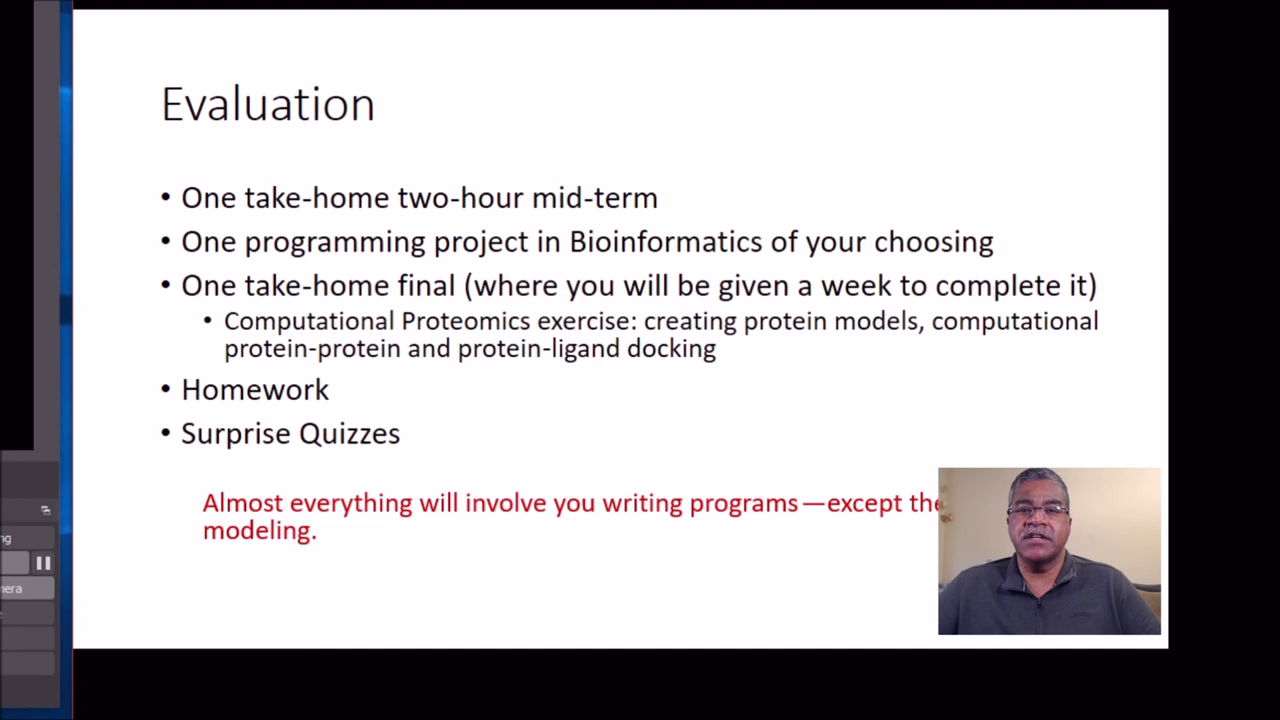 Evaluation
• One take-home two-hour mid-term
• One programming project in Bioinformatics of your choosing
• One take-home final (where you will be given a week to complete it)
• Computational Proteomics exercise: creating protein models, computational
protein-protein and protein-ligand docking
• Homework
• Surprise Quizzes
Almost everything will involve you writing programs—except the
modeling.
ng
nera